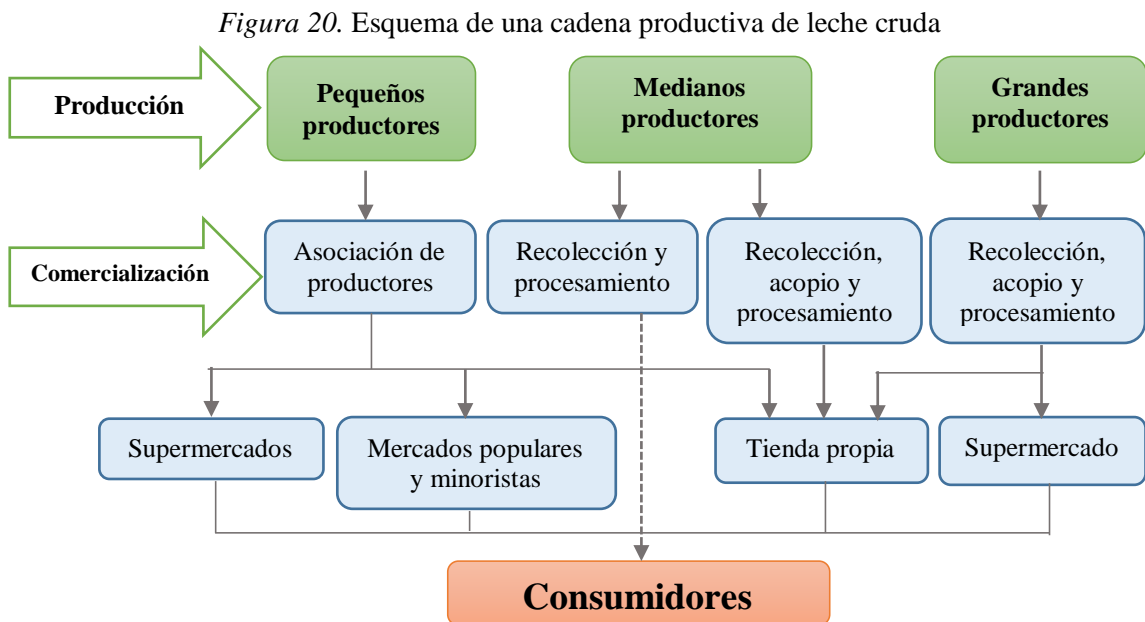 Figura 20. Esquema de una cadena productiva de leche cruda
Producción
Pequeños
productores
Medianos
productores
Grandes
productores
Comercialización
Asociación de
productores
Recolección y
procesamiento
Recolección,
acopio y
procesamiento
Recolección,
acopio y
procesamiento
Supermercados
Mercados populares
y minoristas
Tienda propia
Supermercado
Consumidores